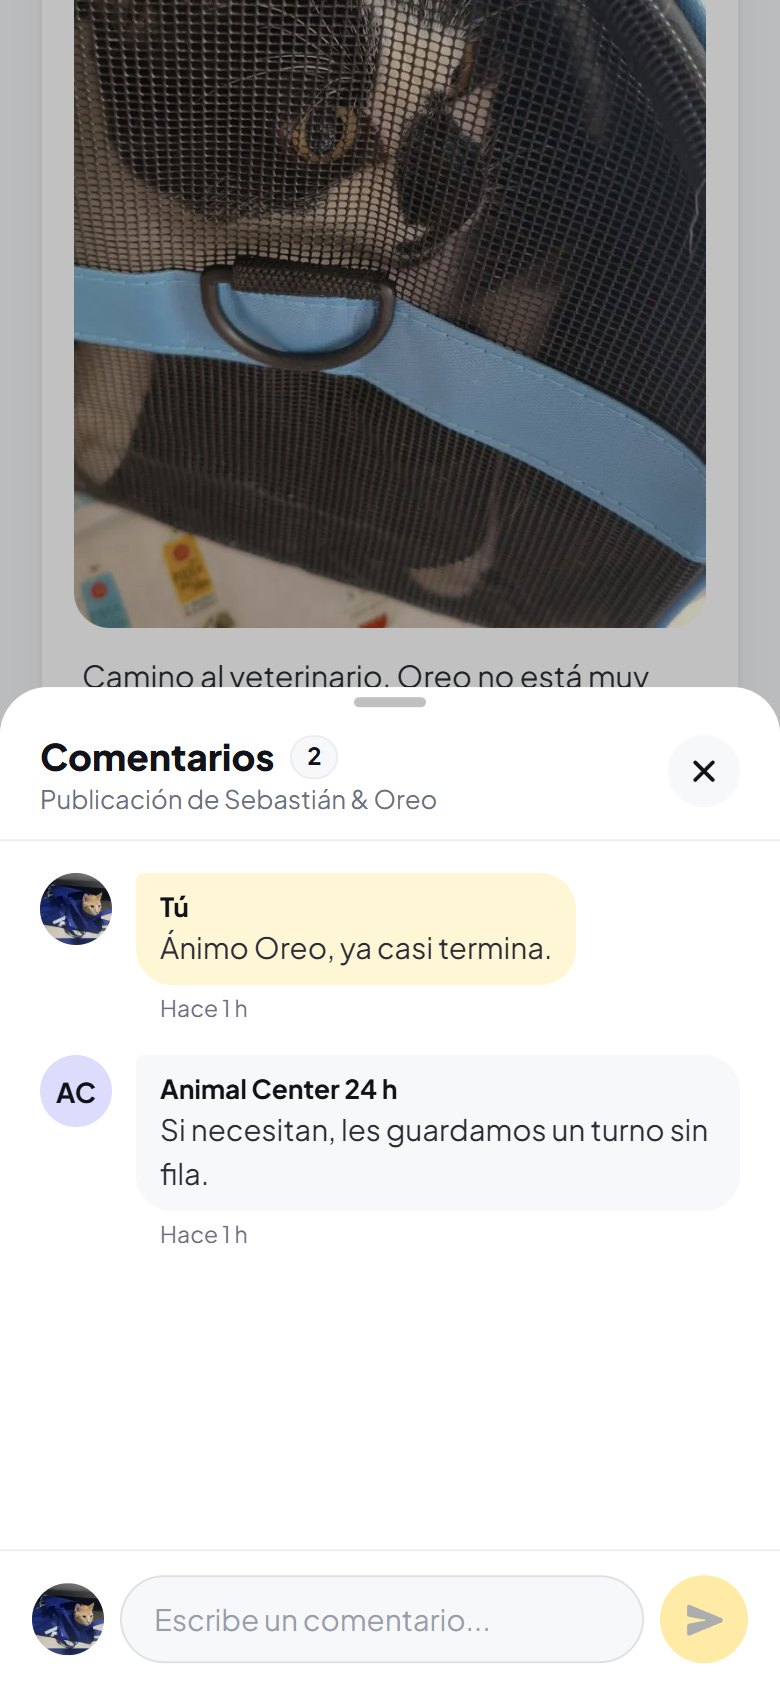 Camino al veterinario. Oreo no está muy
Comentarios 2
Publicación de Sebastián & Oreo
Tú
Ánimo Oreo, ya casi termina.
Hace 1 h
AC
Animal Center 24 h
Si necesitan, les guardamos un turno sin
fila.
Hace 1 h
Escribe un comentario...